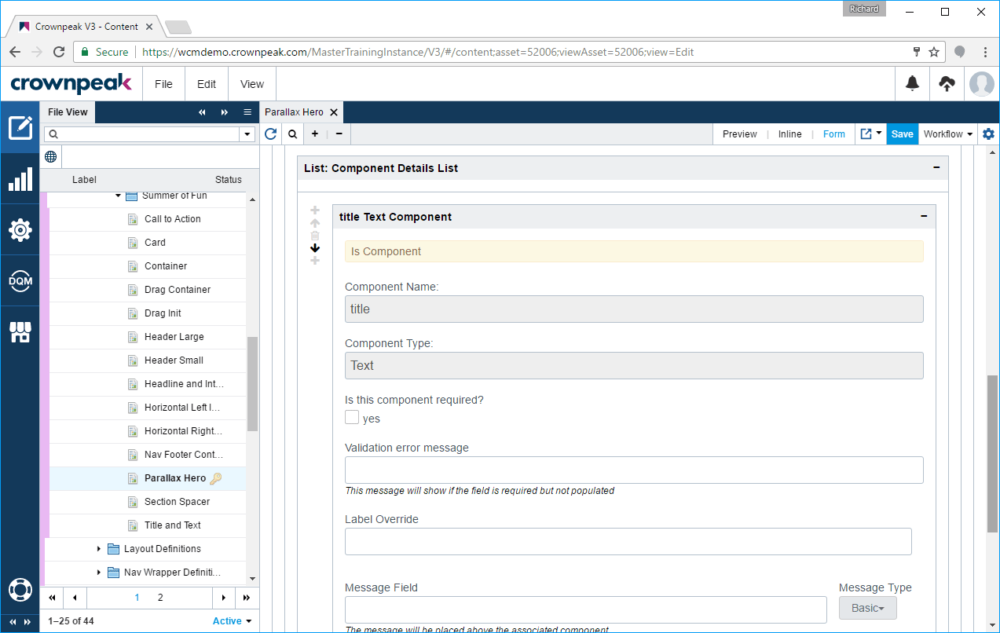 Richard
Crownpeak V3 - Content
Secure https://wcmdemo.crownpeak.com/MasterTrainingInstance/V3/#/content;asset=52006;viewAsset=52006;view=Edit
crownpeak File Edit View
File View
Parallax Hero
Preview Inline Form Save Workflow
Label Status
Summer of Fun
Call to Action
Card
Container
Drag Container
Drag Init
Header Large
Header Small
Headline and Int...
Horizontal Left I...
Horizontal Right...
Nav Footer Cont...
Parallax Hero
Section Spacer
Title and Text
Layout Definitions
Nav Wrapper Definiti...
1 2
1–25 of 44 Active
DQM
List: Component Details List
title Text Component
Is Component
Component Name:
title
Component Type:
Text
Is this component required?
yes
Validation error message
This message will show if the field is required but not populated
Label Override
Message Field Message Type
Basic
The message will be placed above the associated component